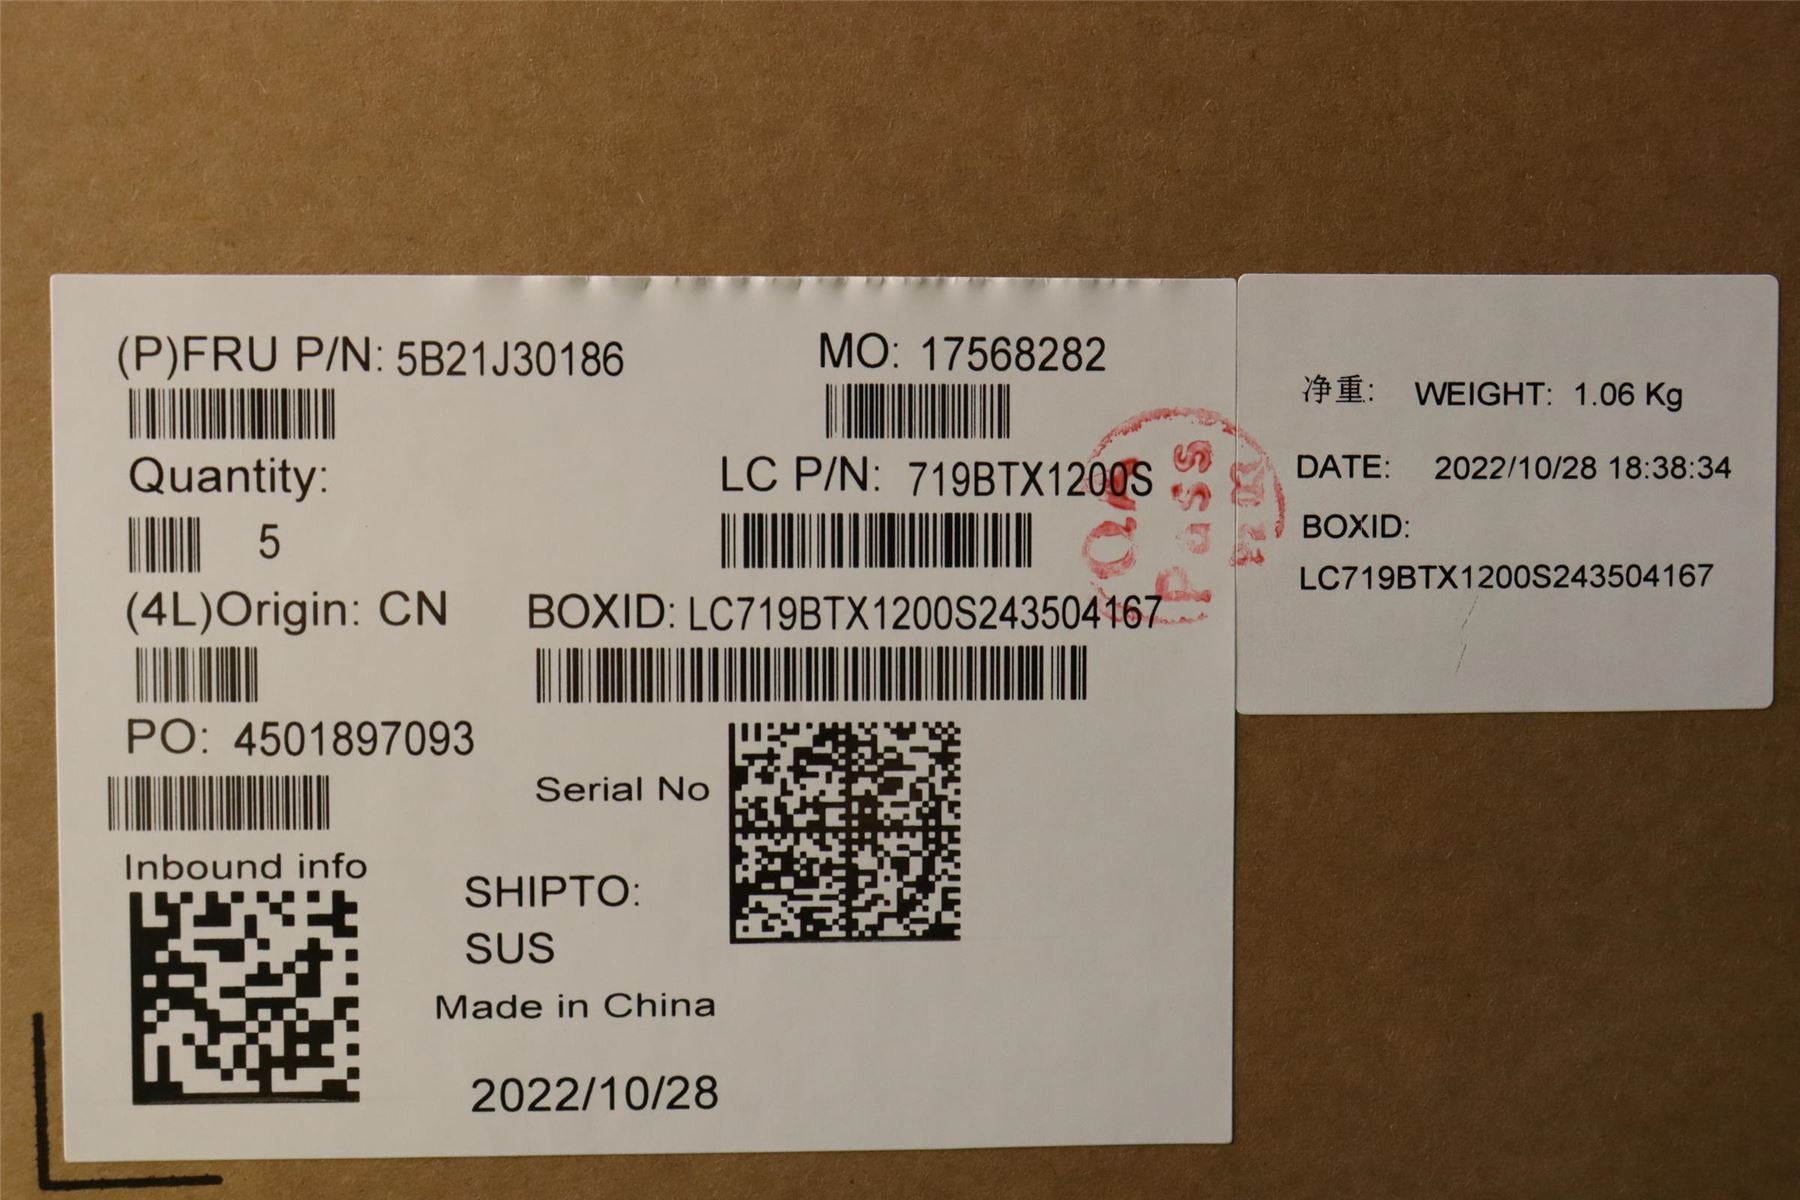 (P)FRU P/N: 5B21J30186
MO: 17568282
Quantity:
5
LC P/N: 719BTX1200S
(4L)Origin: CN
BOXID: LC719BTX1200S243504167
PO: 4501897093
Serial No
Inbound info
SHIPTO:
SUS
Made in China
2022/10/28
QA
Pass
净重: WEIGHT: 1.06 Kg
DATE: 2022/10/28 18:38:34
BOXID:
LC719BTX1200S243504167